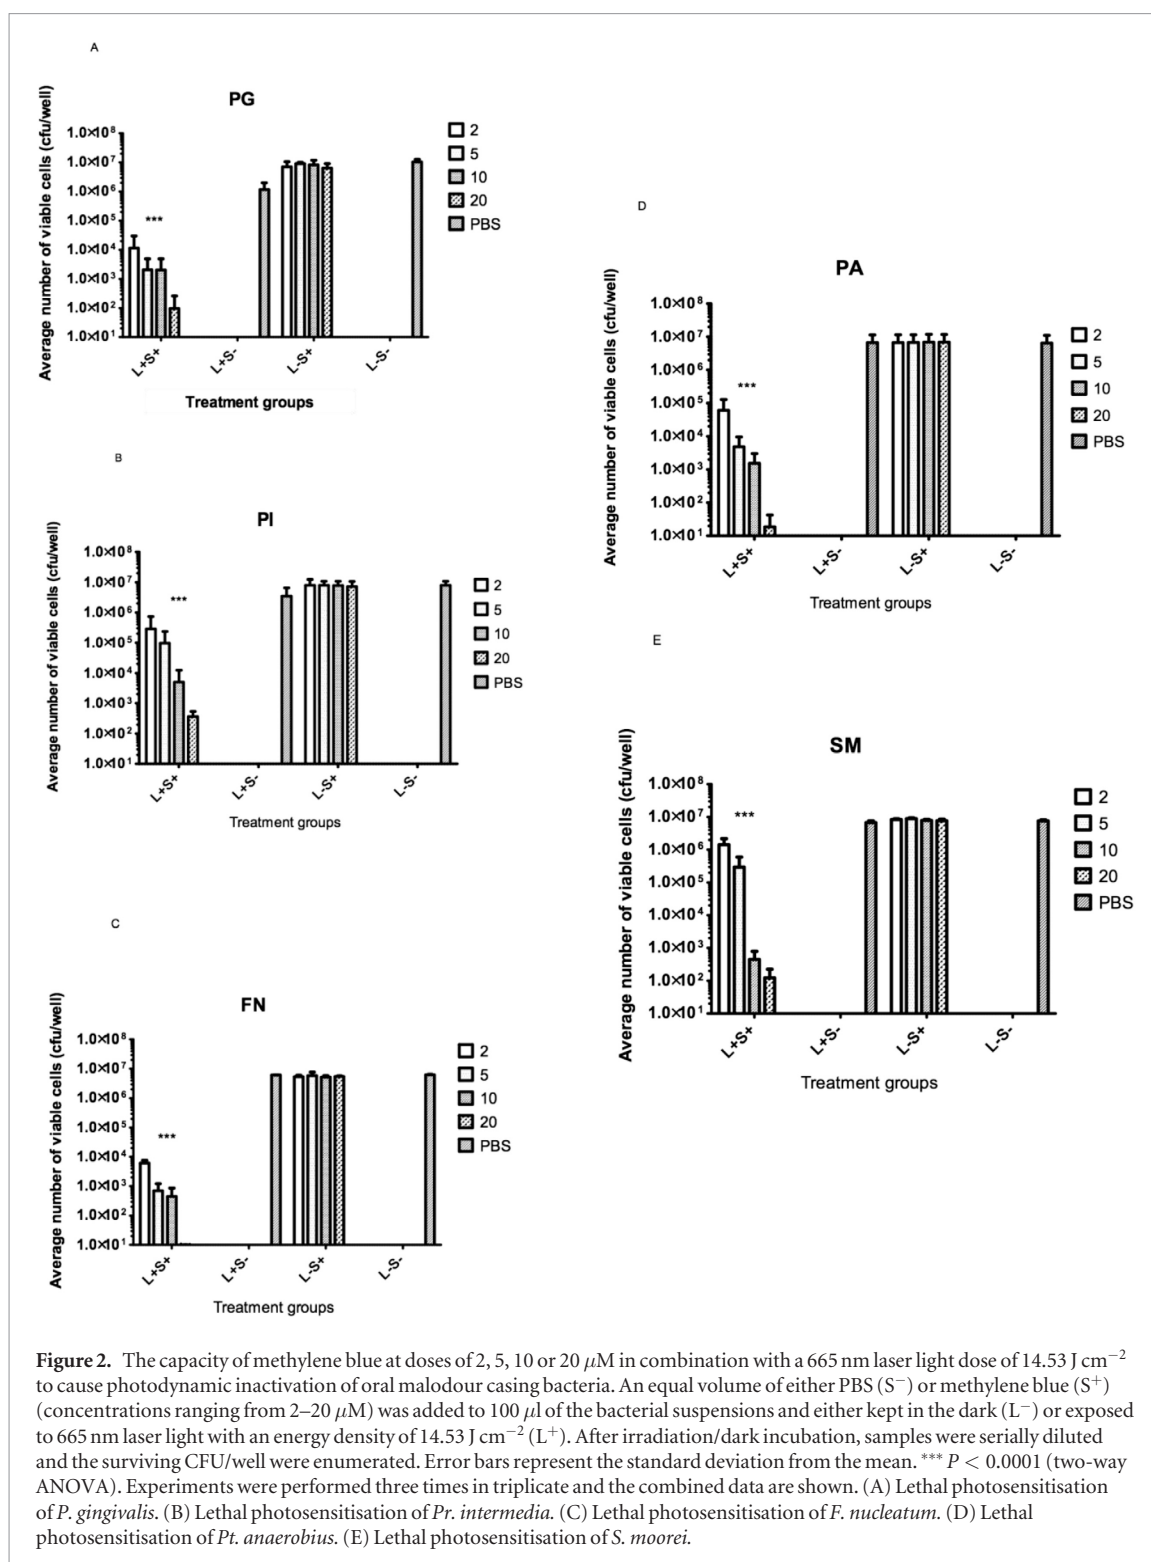 A
PG
1.0×10⁸
1.0×10⁷
1.0×10⁶
1.0×10⁵
1.0×10⁴
1.0×10³
1.0×10²
1.0×10¹
Average number of viable cells (cfu/well)
***
L+S+
L+S-
L-S+
L-S-
Treatment groups
2
5
10
20
PBS
B
PI
1.0×10⁸
1.0×10⁷
1.0×10⁶
1.0×10⁵
1.0×10⁴
1.0×10³
1.0×10²
1.0×10¹
Average number of viable cells (cfu/well)
***
L+S+
L+S-
L-S+
L-S-
Treatment groups
2
5
10
20
PBS
C
FN
1.0×10⁸
1.0×10⁷
1.0×10⁶
1.0×10⁵
1.0×10⁴
1.0×10³
1.0×10²
1.0×10¹
Average number of viable cells (cfu/well)
***
L+S+
L+S-
L-S+
L-S-
Treatment groups
2
5
10
20
PBS
D
PA
1.0×10⁸
1.0×10⁷
1.0×10⁶
1.0×10⁵
1.0×10⁴
1.0×10³
1.0×10²
1.0×10¹
Average number of viable cells (cfu/well)
***
L+S+
L+S-
L-S+
L-S-
Treatment groups
2
5
10
20
PBS
E
SM
1.0×10⁸
1.0×10⁷
1.0×10⁶
1.0×10⁵
1.0×10⁴
1.0×10³
1.0×10²
1.0×10¹
Average number of viable cells (cfu/well)
***
L+S+
L+S-
L-S+
L-S-
Treatment groups
2
5
10
20
PBS
Figure 2. The capacity of methylene blue at doses of 2, 5, 10 or 20 μM in combination with a 665 nm laser light dose of 14.53 J cm⁻²
to cause photodynamic inactivation of oral malodour casing bacteria. An equal volume of either PBS (S⁻) or methylene blue (S⁺)
(concentrations ranging from 2–20 μM) was added to 100 μl of the bacterial suspensions and either kept in the dark (L⁻) or exposed
to 665 nm laser light with an energy density of 14.53 J cm⁻² (L⁺). After irradiation/dark incubation, samples were serially diluted
and the surviving CFU/well were enumerated. Error bars represent the standard deviation from the mean. *** P < 0.0001 (two-way
ANOVA). Experiments were performed three times in triplicate and the combined data are shown. (A) Lethal photosensitisation
of P. gingivalis. (B) Lethal photosensitisation of Pr. intermedia. (C) Lethal photosensitisation of F. nucleatum. (D) Lethal
photosensitisation of Pt. anaerobius. (E) Lethal photosensitisation of S. moorei.